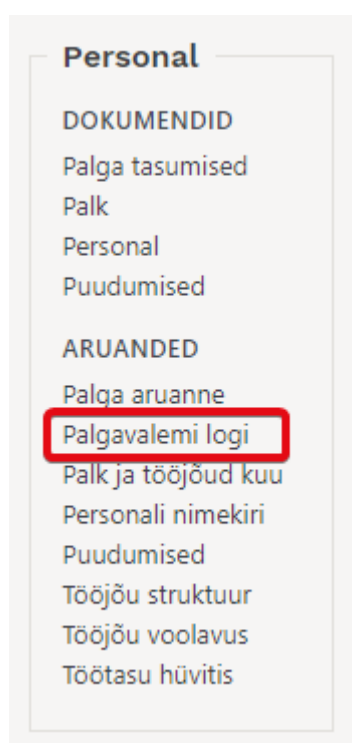 Personal
DOKUMENDID
Palga tasumised
Palk
Personal
Puudumised
ARUANDED
Palga aruanne
Palgavalemi logi
Palk ja tööjõud kuu
Personali nimekiri
Puudumised
Tööjõu struktuur
Tööjõu voolavus
Töötasu hüvitis